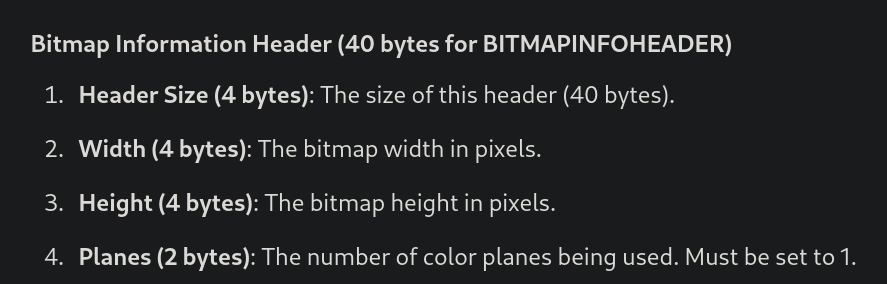 Bitmap Information Header (40 bytes for BITMAPINFOHEADER)
1. Header Size (4 bytes): The size of this header (40 bytes).
2. Width (4 bytes): The bitmap width in pixels.
3. Height (4 bytes): The bitmap height in pixels.
4. Planes (2 bytes): The number of color planes being used. Must be set to 1.